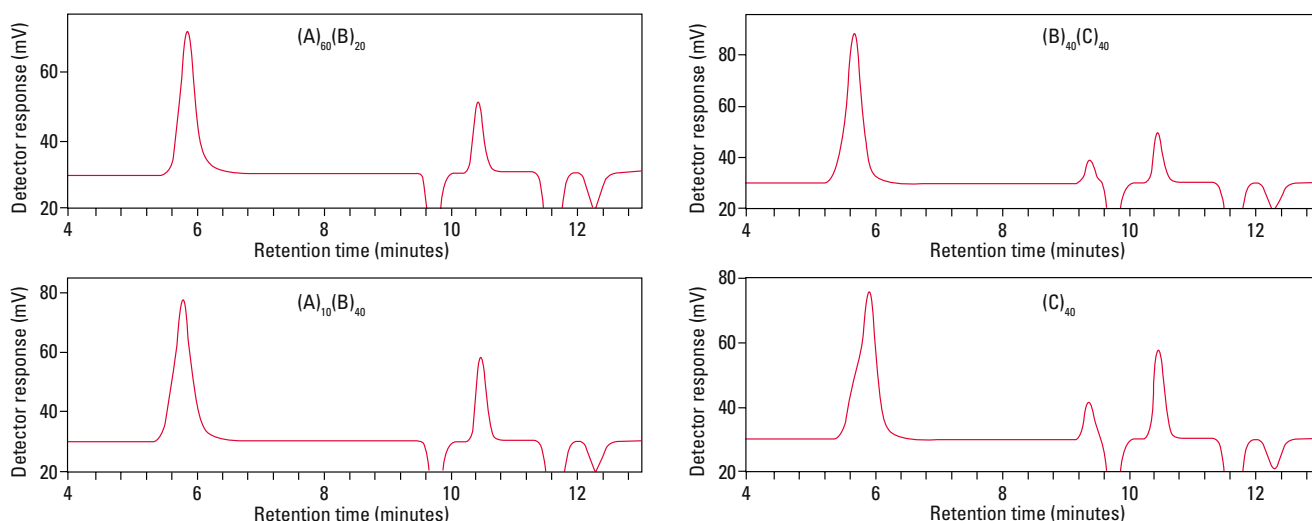 (A)60(B)20
Detector response (mV)
60
40
20
4 6 8 10 12
Retention time (minutes)
(B)40(C)40
Detector response (mV)
80
60
40
20
4 6 8 10 12
Retention time (minutes)
(A)10(B)40
Detector response (mV)
80
60
40
20
4 6 8 10 12
Retention time (minutes)
(C)40
Detector response (mV)
80
60
40
20
4 6 8 10 12
Retention time (minutes)